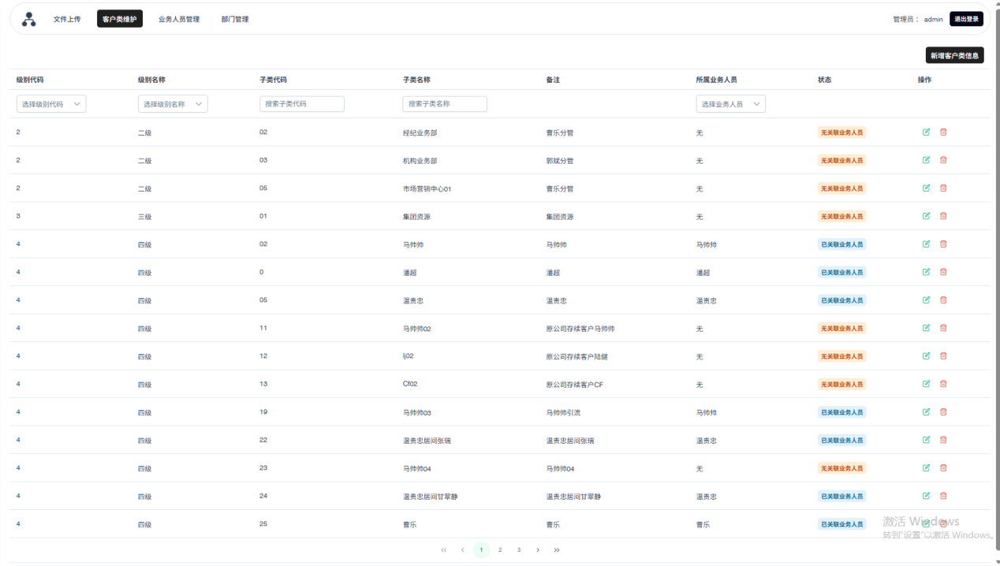 文件上传 客户类维护 业务人员管理 部门管理 管理员： admin 退出登录
新增客户类信息
级别代码 级别名称 子类代码 子类名称 备注 所属业务人员 状态 操作
选择级别代码 选择级别名称 搜索子类代码 搜索子类名称 选择业务人员
2 二级 02 经纪业务部 曹乐分管 无 无关联业务人员
2 二级 03 机构业务部 郭斌分管 无 无关联业务人员
2 二级 05 市场营销中心01 曹乐分管 无 无关联业务人员
3 三级 01 集团资源 集团资源 无 无关联业务人员
4 四级 02 马帅帅 马帅帅 马帅帅 已关联业务人员
4 四级 0 潘超 潘超 潘超 已关联业务人员
4 四级 05 温贵忠 温贵忠 温贵忠 已关联业务人员
4 四级 11 马帅帅02 原公司存续客户马帅帅 无 无关联业务人员
4 四级 12 lj02 原公司存续客户陆健 无 无关联业务人员
4 四级 13 Cf02 原公司存续客户CF 无 无关联业务人员
4 四级 19 马帅帅03 马帅帅引流 马帅帅 已关联业务人员
4 四级 22 温贵忠居间张瑞 温贵忠居间张瑞 温贵忠 已关联业务人员
4 四级 23 马帅帅04 马帅帅04 无 无关联业务人员
4 四级 24 温贵忠居间甘翠静 温贵忠居间甘翠静 温贵忠 已关联业务人员
4 四级 25 曹乐 曹乐 曹乐 已关联业务人员
激活 Windows
转到"设置"以激活 Windows。
1 2 3